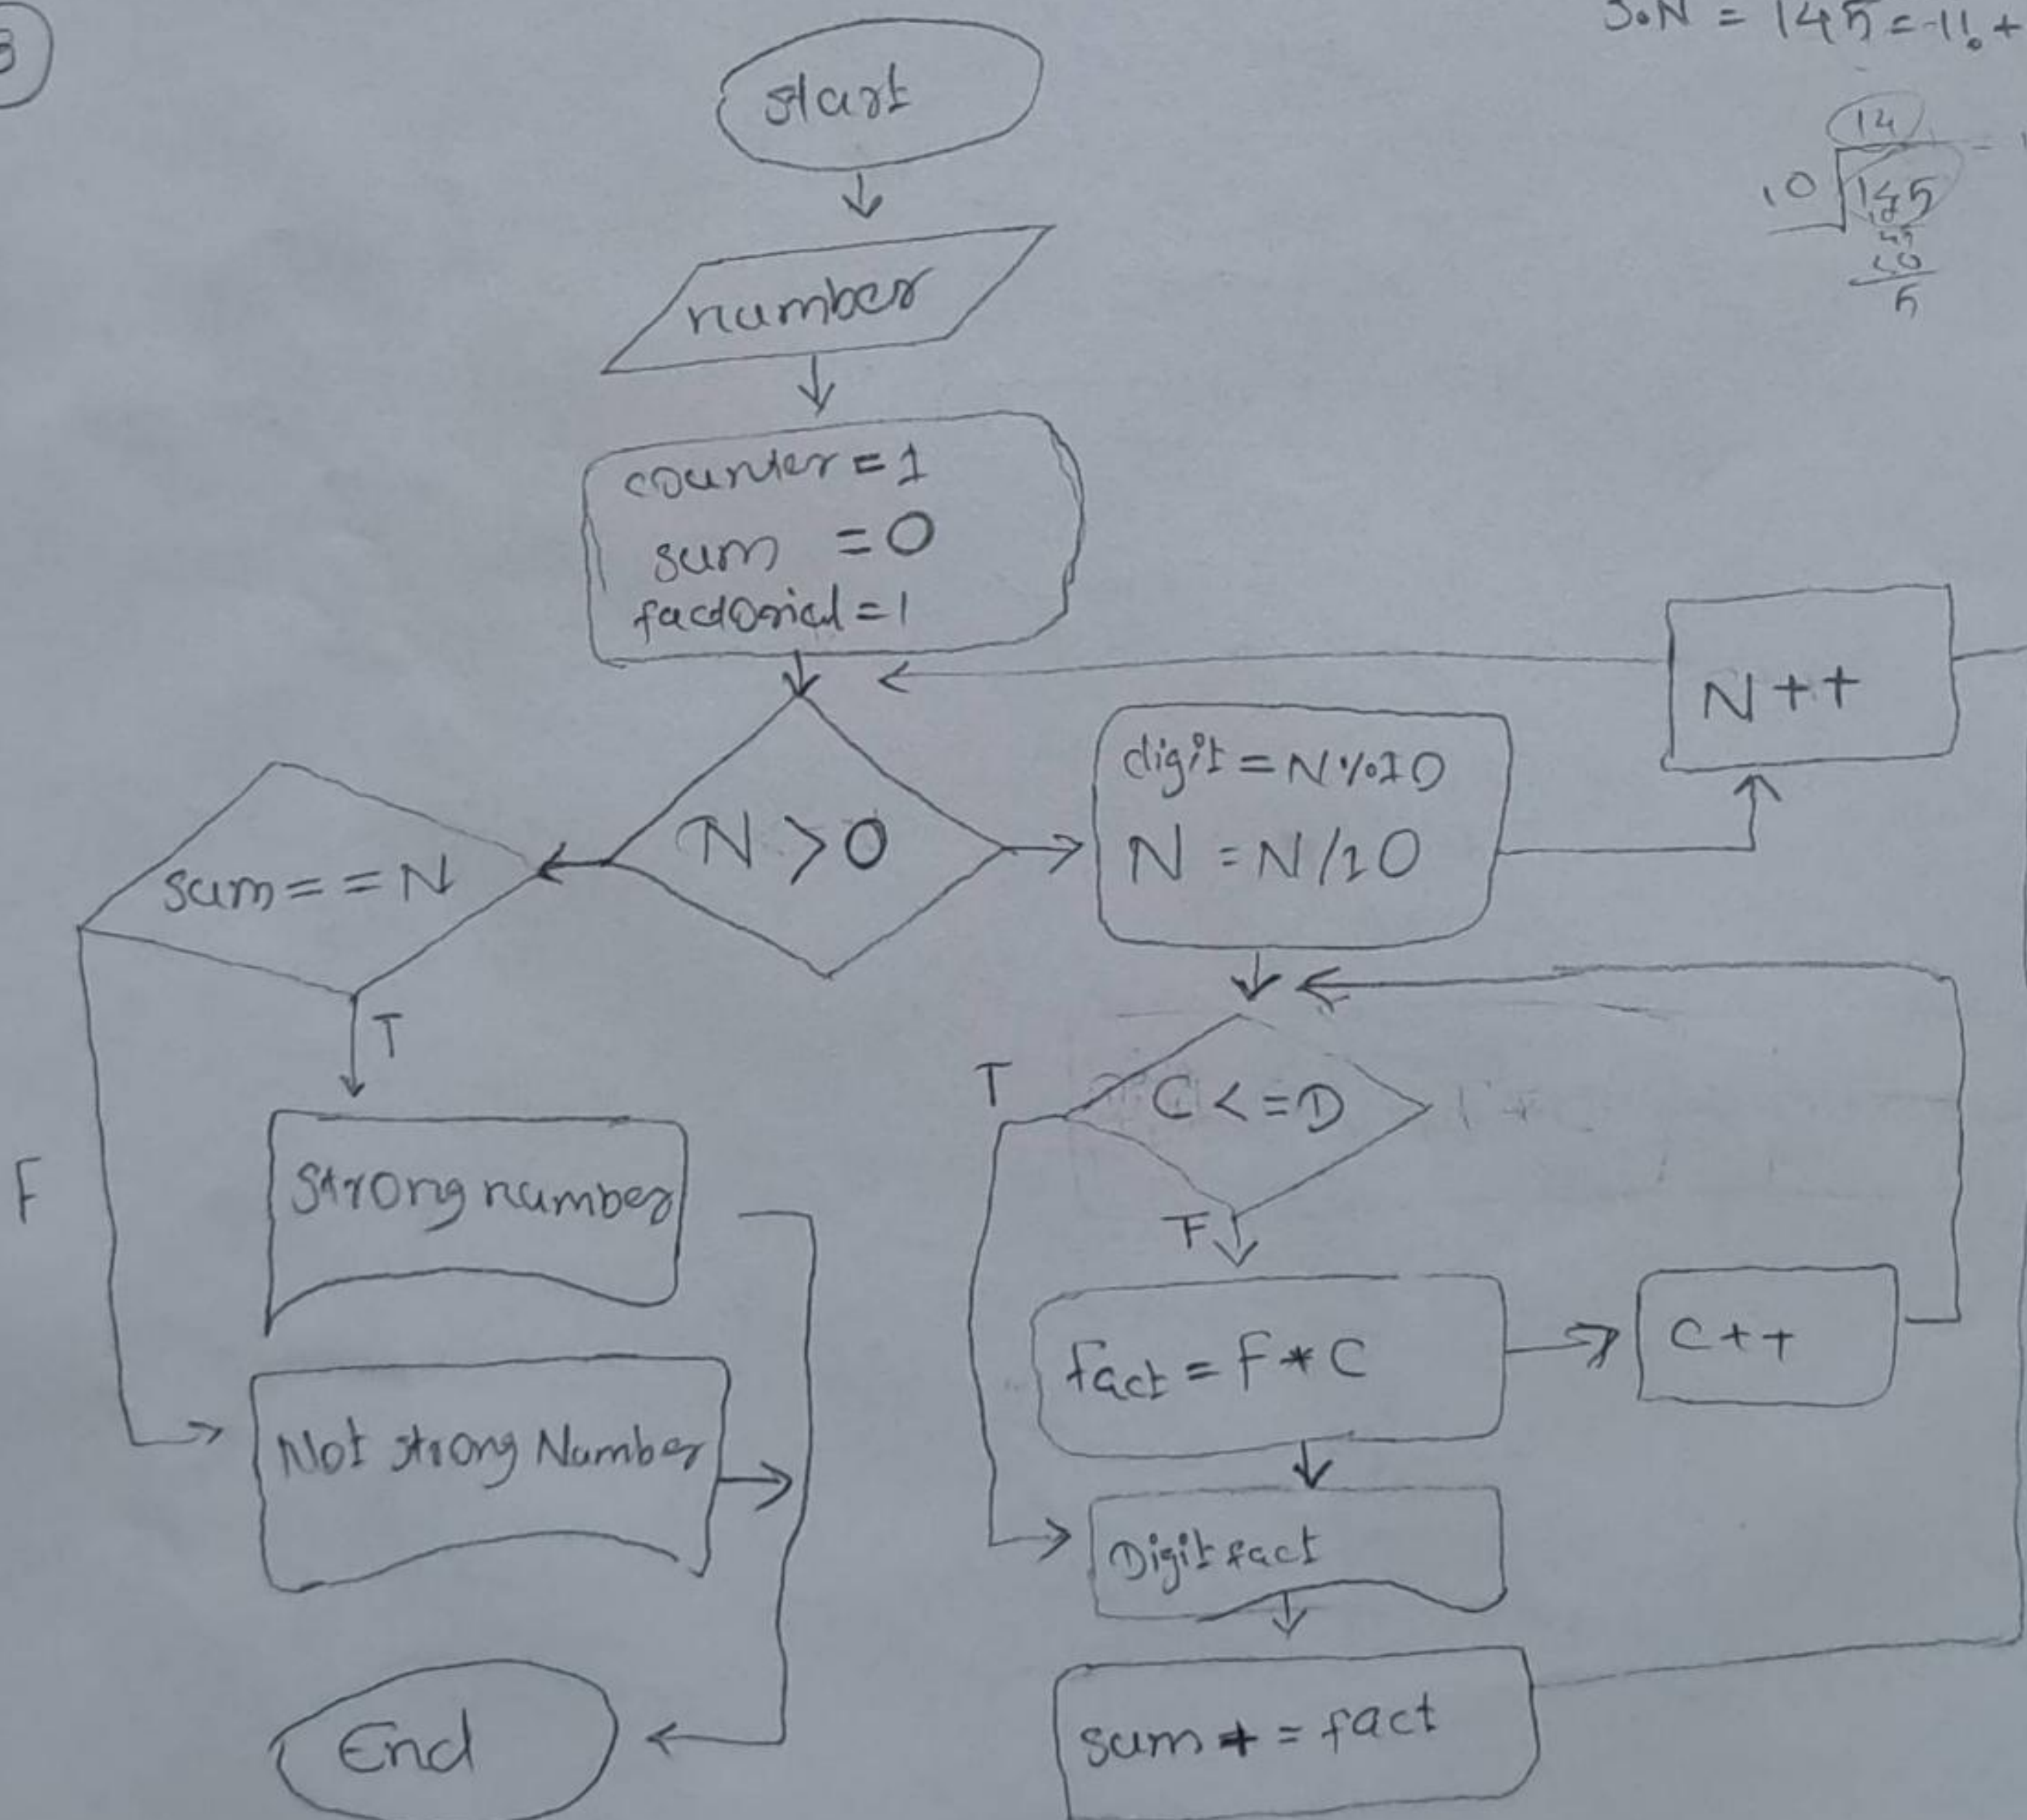 S.N = 145 = 1! +
14
10 145
5
start
number
counter = 1
sum = 0
factorial = 1
N++
N > 0
digit = N%10
N = N/10
sum == N
T
F
C <= D
T
F
strong number
fact = F * C
C++
Not strong Number
Digit fact
End
sum += fact